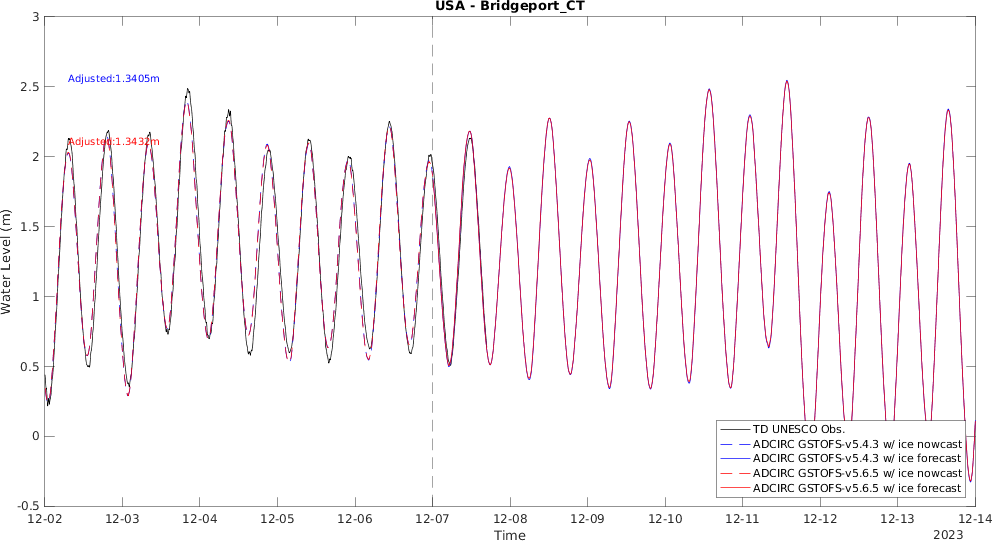 USA - Bridgeport_CT
3
2.5
2
1.5
1
0.5
0
-0.5
Water Level (m)
Adjusted:1.3405m
Adjusted:1.3432m
TD UNESCO Obs.
ADCIRC GSTOFS-v5.4.3 w/ ice nowcast
ADCIRC GSTOFS-v5.4.3 w/ ice forecast
ADCIRC GSTOFS-v5.6.5 w/ ice nowcast
ADCIRC GSTOFS-v5.6.5 w/ ice forecast
12-02 12-03 12-04 12-05 12-06 12-07 12-08 12-09 12-10 12-11 12-12 12-13 12-14
Time
2023